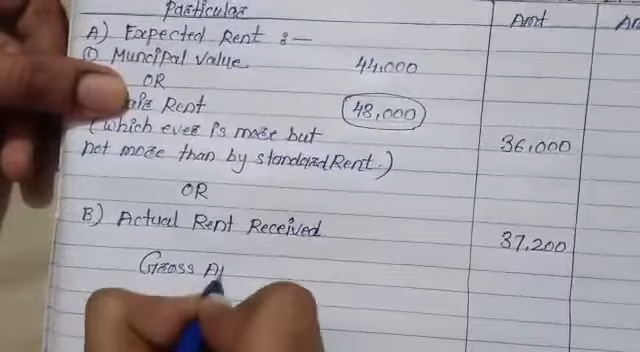 Particular Amt
A) Expected Rent :-
① Muncipal Value 44,000
OR
Rent 48,000
(which ever is more but
not more than by standard Rent.) 36,000
OR
B) Actual Rent Received 37,200
Gross A